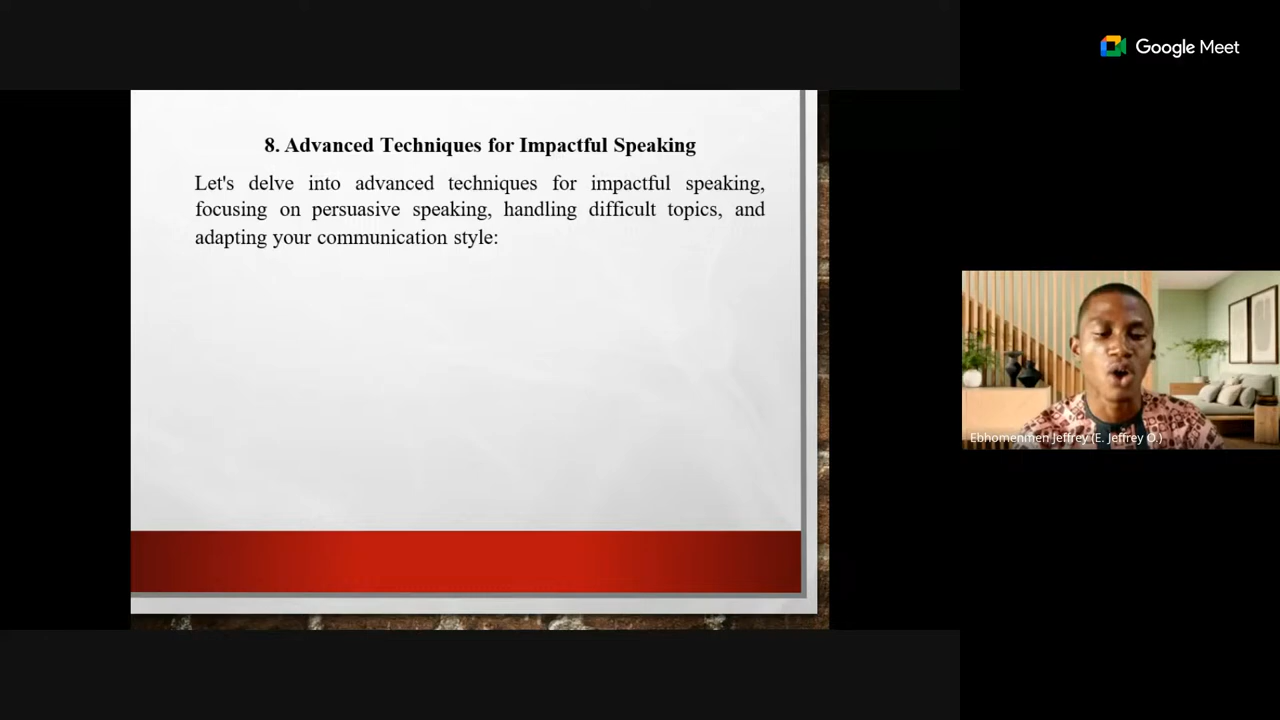 Google Meet
8. Advanced Techniques for Impactful Speaking
Let's delve into advanced techniques for impactful speaking,
focusing on persuasive speaking, handling difficult topics, and
adapting your communication style:
Ebhomenmen Jeffrey (E. Jeffrey O.)